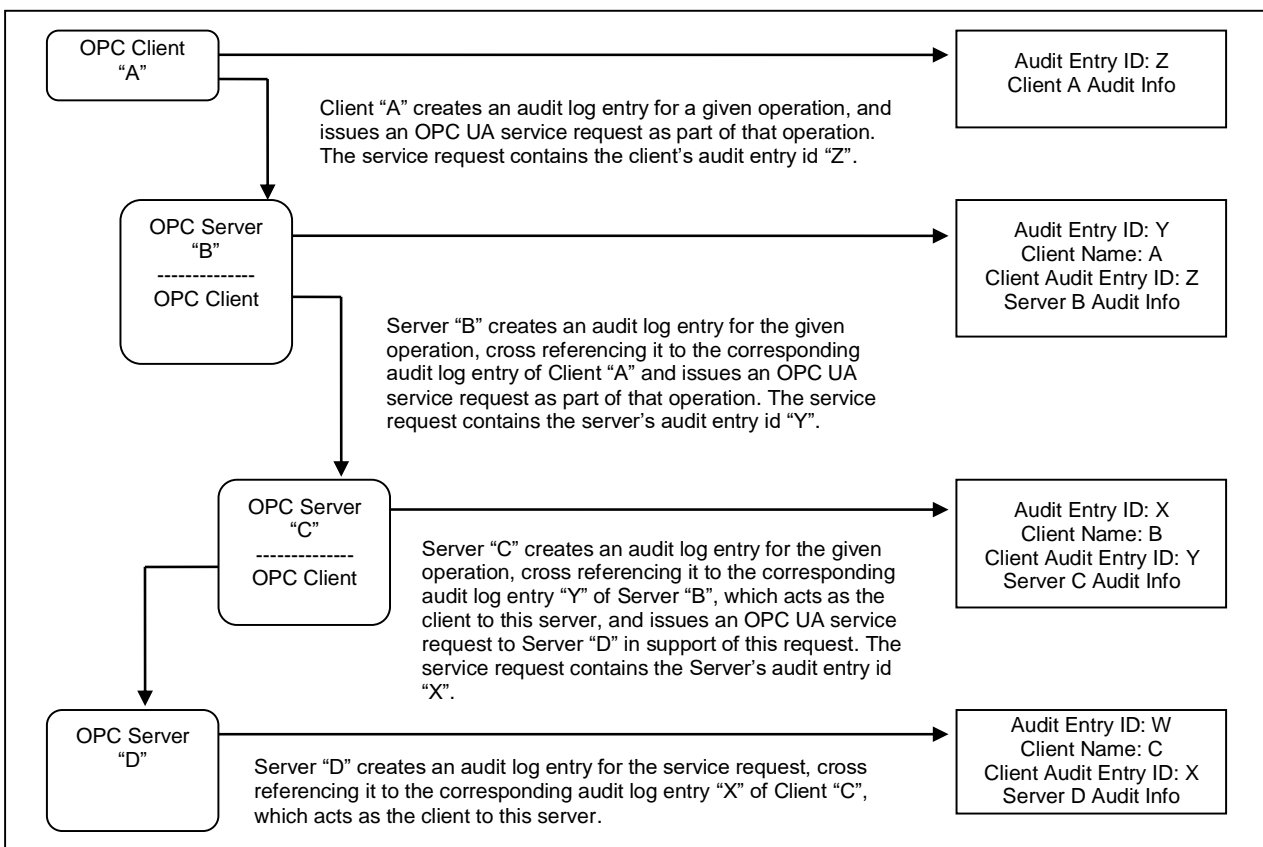 OPC Client
“A”
Audit Entry ID: Z
Client A Audit Info
Client “A” creates an audit log entry for a given operation, and
issues an OPC UA service request as part of that operation.
The service request contains the client’s audit entry id “Z”.
OPC Server
“B”
---------------
OPC Client
Audit Entry ID: Y
Client Name: A
Client Audit Entry ID: Z
Server B Audit Info
Server “B” creates an audit log entry for the given
operation, cross referencing it to the corresponding
audit log entry of Client “A” and issues an OPC UA
service request as part of that operation. The service
request contains the server’s audit entry id “Y”.
OPC Server
“C”
---------------
OPC Client
Audit Entry ID: X
Client Name: B
Client Audit Entry ID: Y
Server C Audit Info
Server “C” creates an audit log entry for the given
operation, cross referencing it to the corresponding
audit log entry “Y” of Server “B”, which acts as the
client to this server, and issues an OPC UA service
request to Server “D” in support of this request. The
service request contains the Server’s audit entry id
“X”.
OPC Server
“D”
Audit Entry ID: W
Client Name: C
Client Audit Entry ID: X
Server D Audit Info
Server “D” creates an audit log entry for the service request, cross
referencing it to the corresponding audit log entry “X” of Client “C”,
which acts as the client to this server.